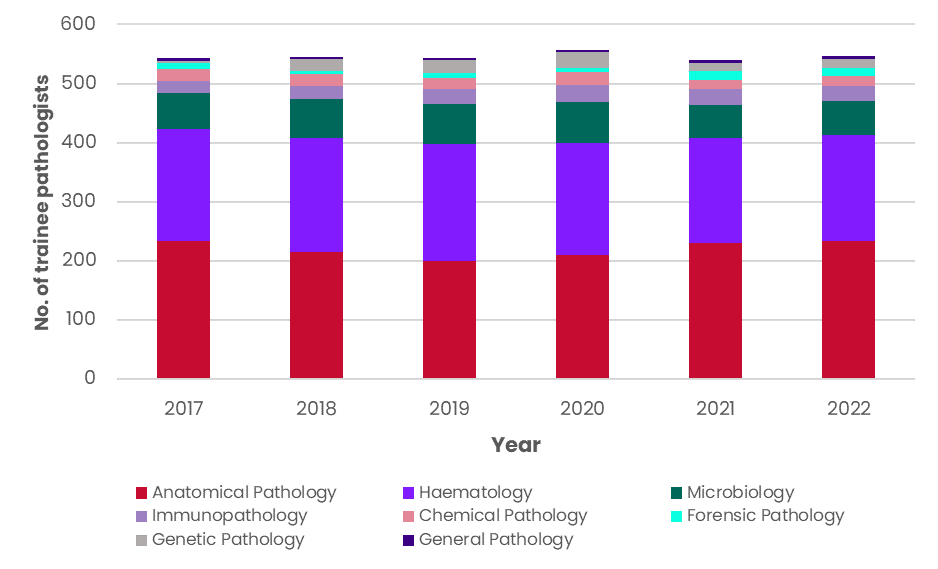 No. of trainee pathologists
600
500
400
300
200
100
0
2017 2018 2019 2020 2021 2022
Year
Anatomical Pathology Haematology Microbiology
Immunopathology Chemical Pathology Forensic Pathology
Genetic Pathology General Pathology